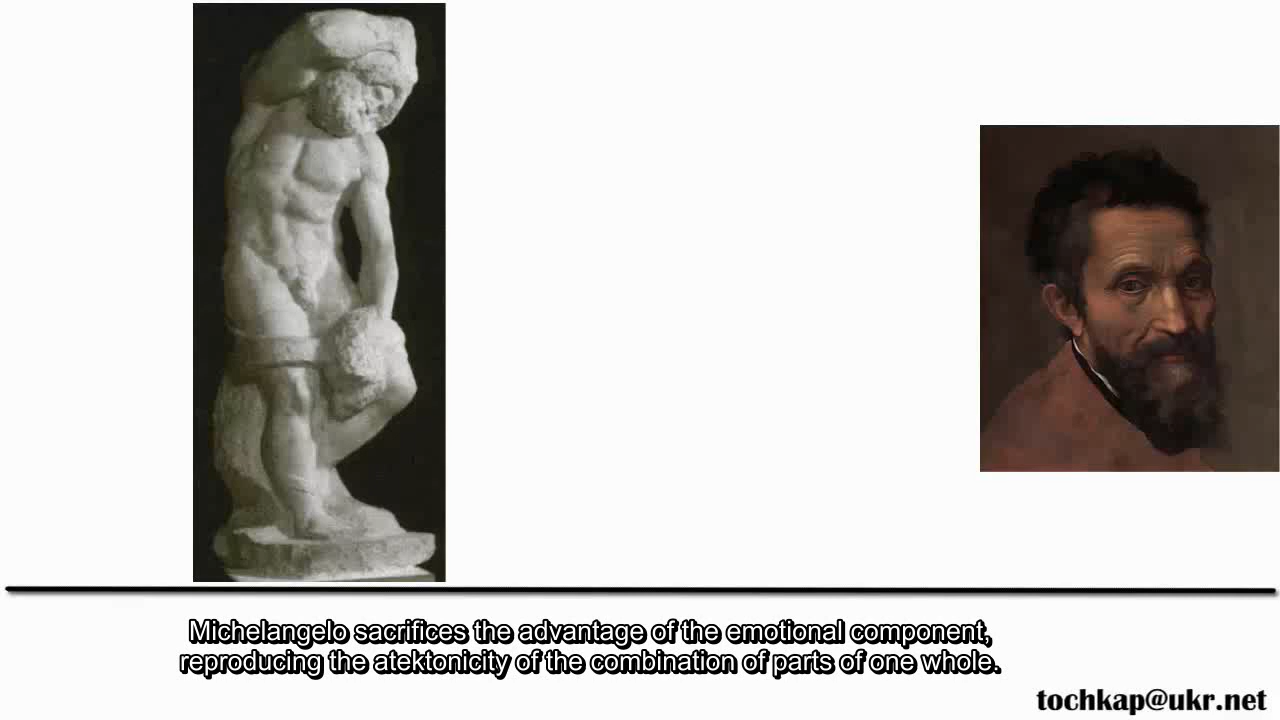 Michelangelo sacrifices the advantage of the emotional component,
reproducing the atektonicity of the combination of parts of one whole.
tochkap@ukr.net